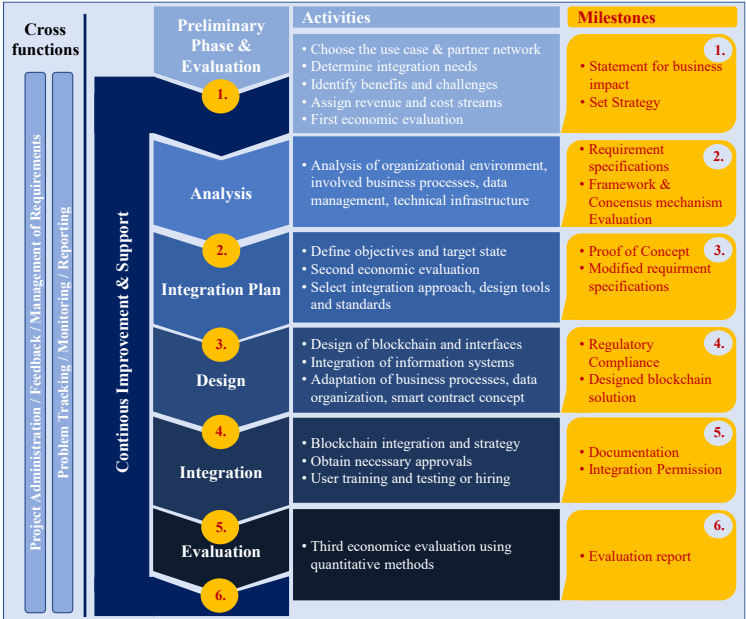 Cross
functions
Project Administration / Feedback / Management of Requirements
Problem Tracking / Monitoring / Reporting
Continous Improvement & Support
Preliminary
Phase &
Evaluation
1.
Activities
• Choose the use case & partner network
• Determine integration needs
• Identify benefits and challenges
• Assign revenue and cost streams
• First economic evaluation
Milestones
1.
• Statement for business
impact
• Set Strategy
Analysis
• Analysis of organizational environment,
involved business processes, data
management, technical infrastructure
2.
• Requirement
specifications
• Framework &
Concensus mechanism
Evaluation
2.
Integration Plan
• Define objectives and target state
• Second economic evaluation
• Select integration approach, design tools
and standards
3.
• Proof of Concept
• Modified requirment
specifications
3.
Design
• Design of blockchain and interfaces
• Integration of information systems
• Adaptation of business processes, data
organization, smart contract concept
4.
• Regulatory
Compliance
• Designed blockchain
solution
4.
Integration
• Blockchain integration and strategy
• Obtain necessary approvals
• User training and testing or hiring
5.
• Documentation
• Integration Permission
5.
Evaluation
• Third economice evaluation using
quantitative methods
6.
• Evaluation report
6.